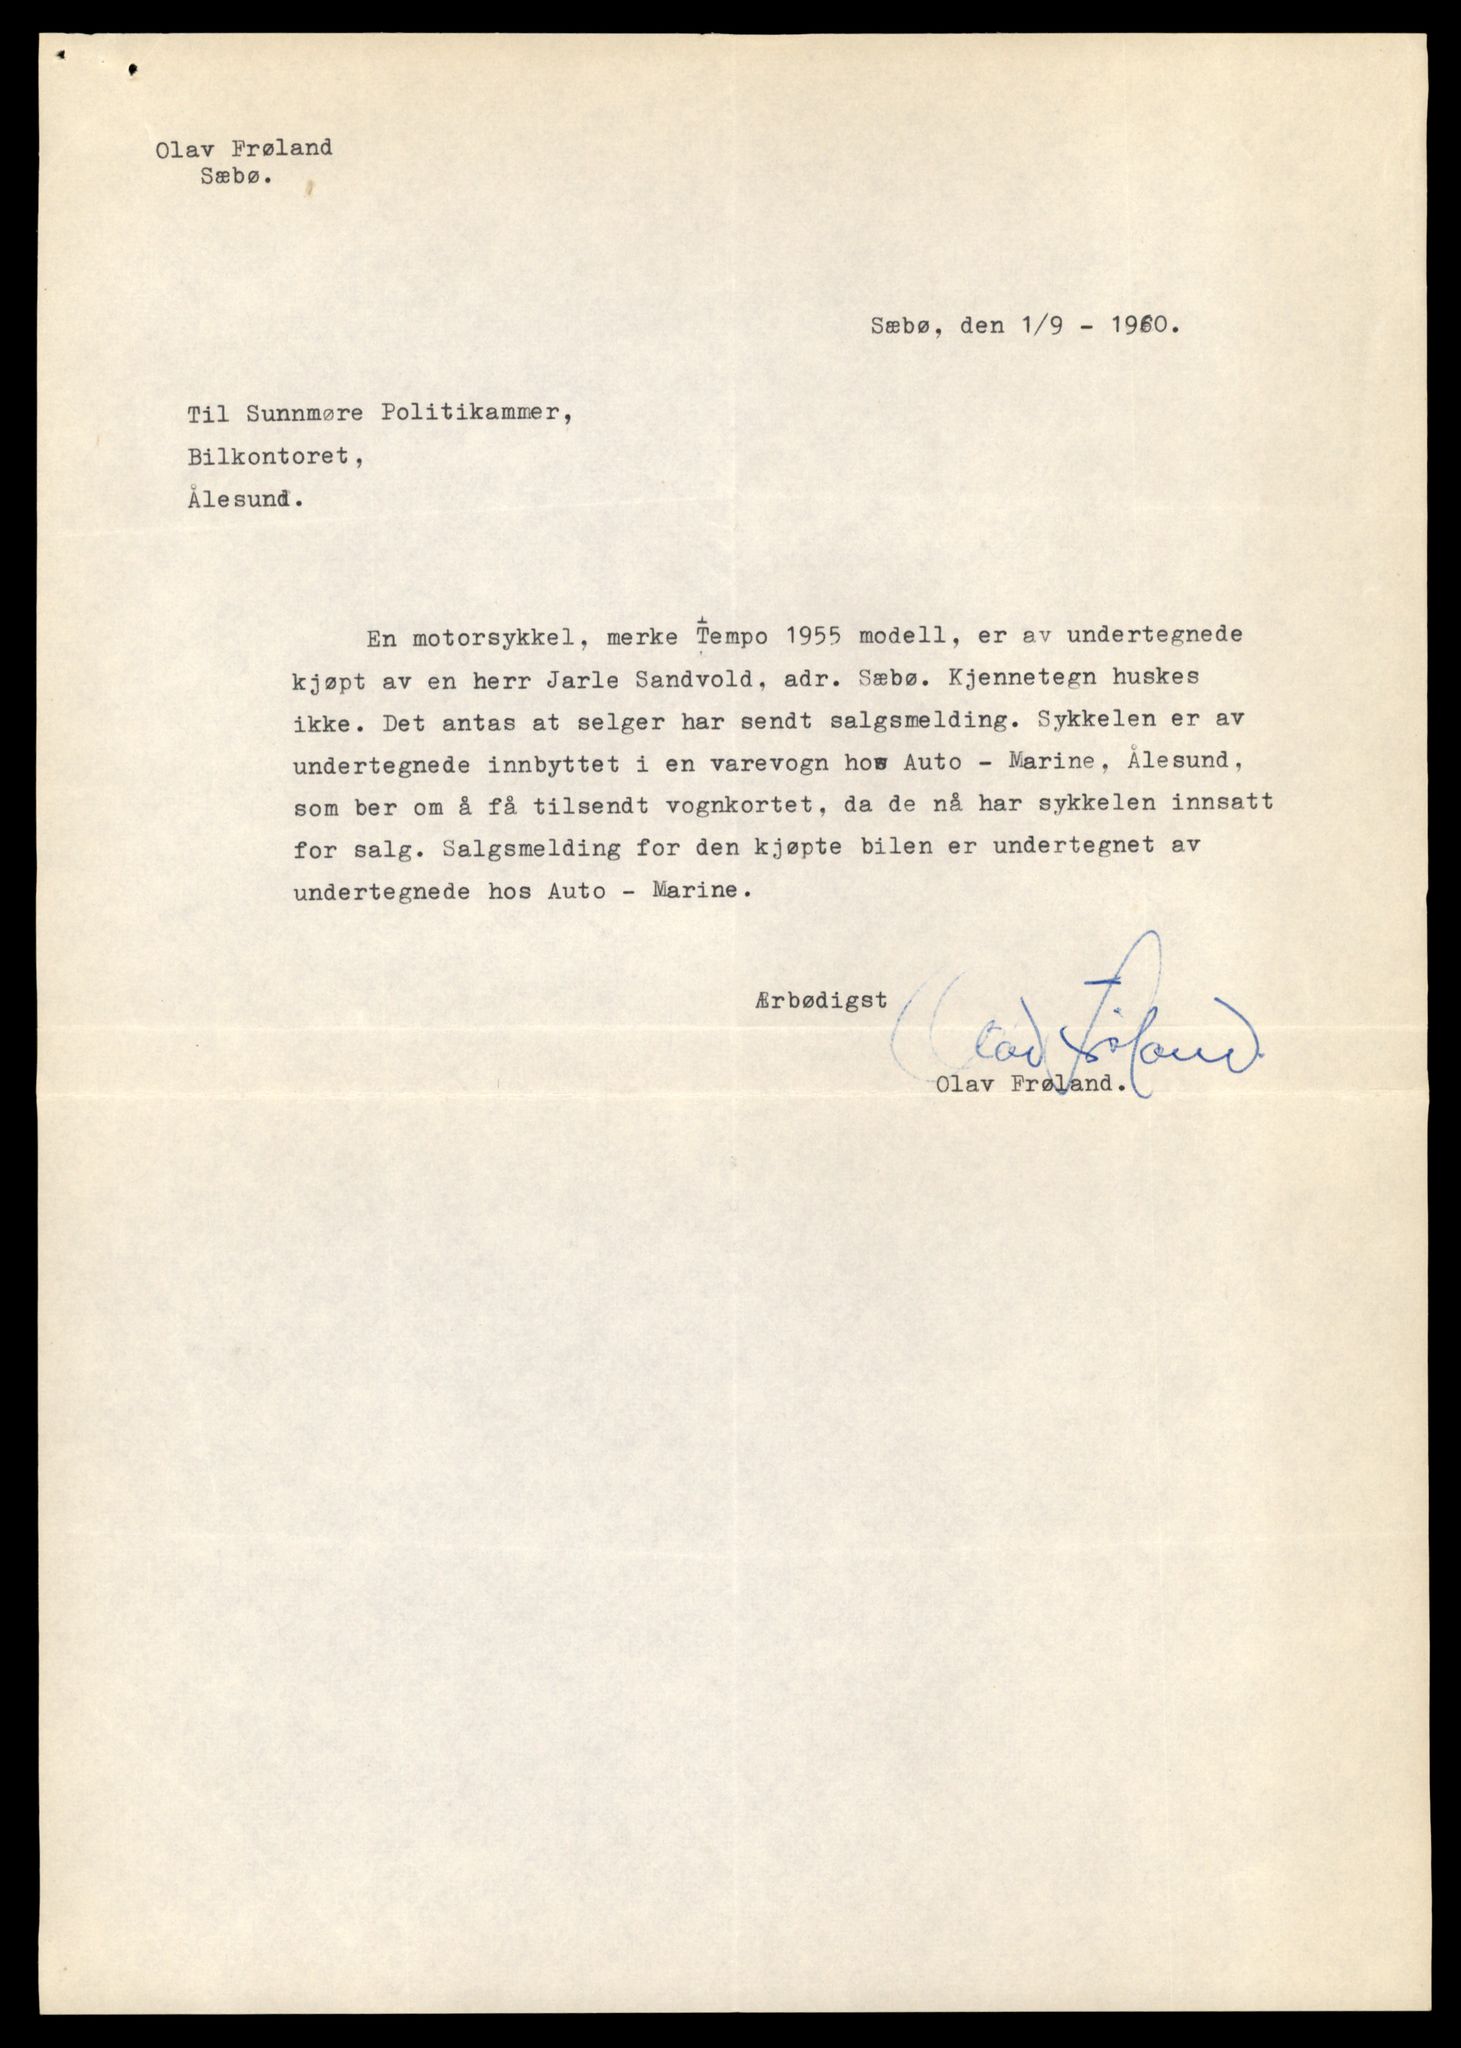 Olav Frøland
Sæbø.
Sæbø, den 1/9 - 1960.
Til Sunnmøre Politikammer,
Bilkontoret,
Ålesund.
En motorsykkel, merke Tempo 1955 modell, er av undertegnede
kjøpt av en herr Jarle Sandvold, adr. Sæbø. Kjennetegn huskes
ikke. Det antas at selger har sendt salgsmelding. Sykkelen er av
undertegnede innbyttet i en varevogn hos Auto - Marine, Ålesund,
som ber om å få tilsendt vognkortet, da de nå har sykkelen innsatt
for salg. Salgsmelding for den kjøpte bilen er undertegnet av
undertegnede hos Auto - Marine.
Ærbødigst
Olav Frøland
Olav Frøland.